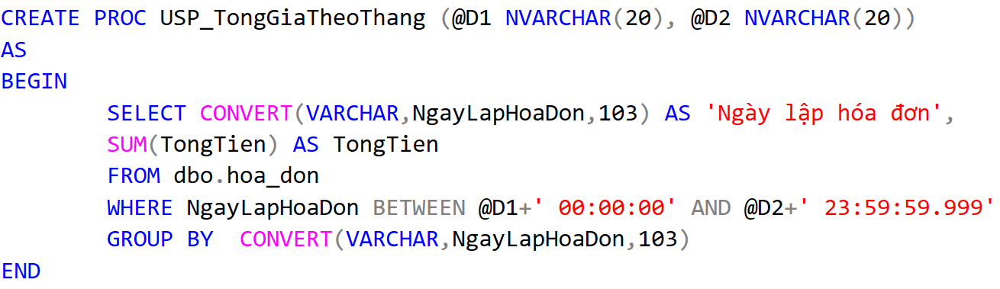 CREATE PROC USP_TongGiaTheoThang (@D1 NVARCHAR(20), @D2 NVARCHAR(20))
AS
BEGIN
SELECT CONVERT(VARCHAR,NgayLapHoaDon,103) AS 'Ngày lập hóa đơn',
SUM(TongTien) AS TongTien
FROM dbo.hoa_don
WHERE NgayLapHoaDon BETWEEN @D1+' 00:00:00' AND @D2+' 23:59:59.999'
GROUP BY  CONVERT(VARCHAR,NgayLapHoaDon,103)
END